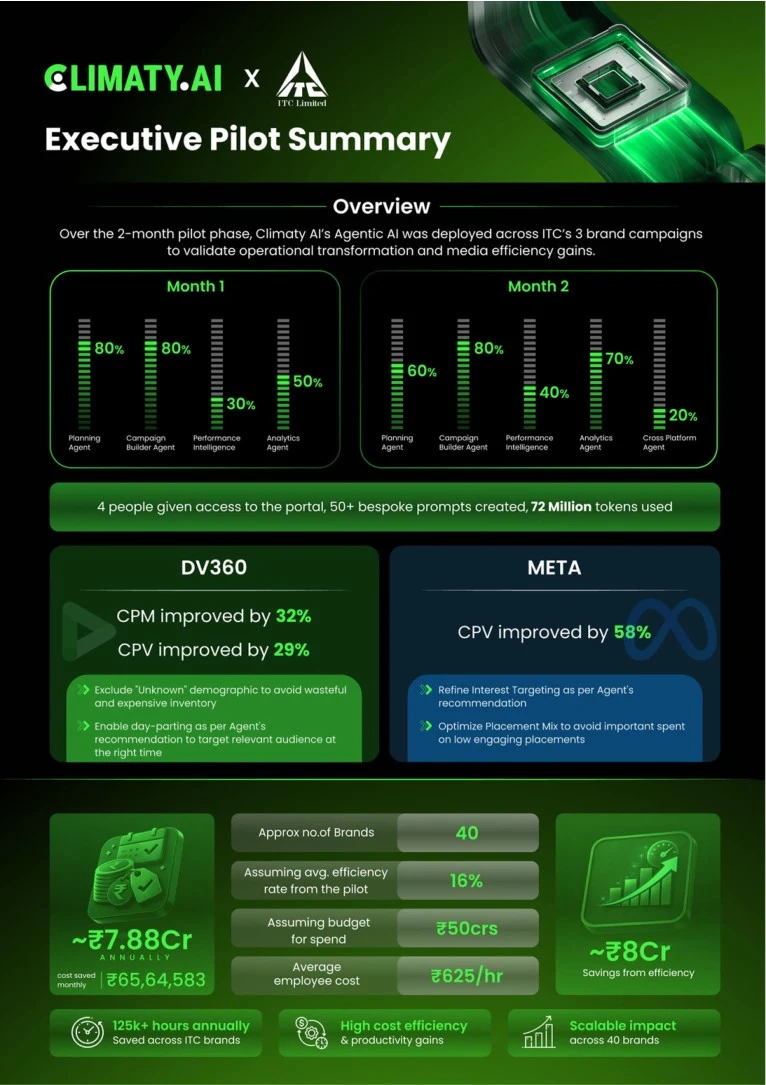 CLIMATY.AI X ITC
ITC Limited
Executive Pilot Summary
Overview
Over the 2-month pilot phase, Climaty AI's Agentic AI was deployed across ITC's 3 brand campaigns
to validate operational transformation and media efficiency gains.
Month 1
80%
80%
30%
50%
Planning
Agent
Campaign
Builder Agent
Performance
Intelligence
Analytics
Agent
Month 2
60%
80%
40%
70%
20%
Planning
Agent
Campaign
Builder Agent
Performance
Intelligence
Analytics
Agent
Cross Platform
Agent
4 people given access to the portal, 50+ bespoke prompts created, 72 Million tokens used
DV360
CPM improved by 32%
CPV improved by 29%
Exclude "Unknown" demographic to avoid wasteful
and expensive inventory
Enable day-parting as per Agent's
recommendation to target relevant audience at
the right time
META
CPV improved by 58%
Refine Interest Targeting as per Agent's
recommendation
Optimize Placement Mix to avoid important spent
on low engaging placements
~₹7.88Cr
ANNUALLY
cost saved
monthly
₹65,64,583
Approx no.of Brands
40
Assuming avg. efficiency
rate from the pilot
16%
Assuming budget
for spend
₹50crs
Average
employee cost
₹625/hr
~₹8Cr
Savings from efficiency
125k+ hours annually
Saved across ITC brands
High cost efficiency
& productivity gains
Scalable impact
across 40 brands